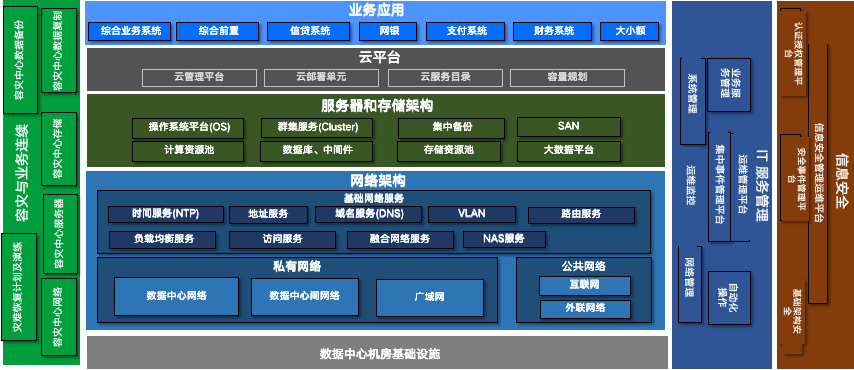 容灾中心数据备份
容灾中心数据复制
容灾与业务连续
容灾中心存储
容灾中心服务器
灾难恢复计划及演练
容灾中心网络
业务应用
综合业务系统
综合前置
信贷系统
网银
支付系统
财务系统
大小额
云平台
云管理平台
云部署单元
云服务目录
容量规划
服务器和存储架构
操作系统平台(OS)
群集服务(Cluster)
集中备份
SAN
计算资源池
数据库、中间件
存储资源池
大数据平台
网络架构
基础网络服务
时间服务(NTP)
地址服务
域名服务(DNS)
VLAN
路由服务
负载均衡服务
访问服务
融合网络服务
NAS服务
私有网络
数据中心网络
数据中心间网络
广域网
公共网络
互联网
外联网络
数据中心机房基础设施
系统管理
业务服
务管理
运维监控
集中事件管理平台
运维管理平台
IT 服务管理
网络管理
自动化
操作
认证授权管理平
台
安全事件管理平
台
基础架构安
全
信息安全管理运维平台
信息安全